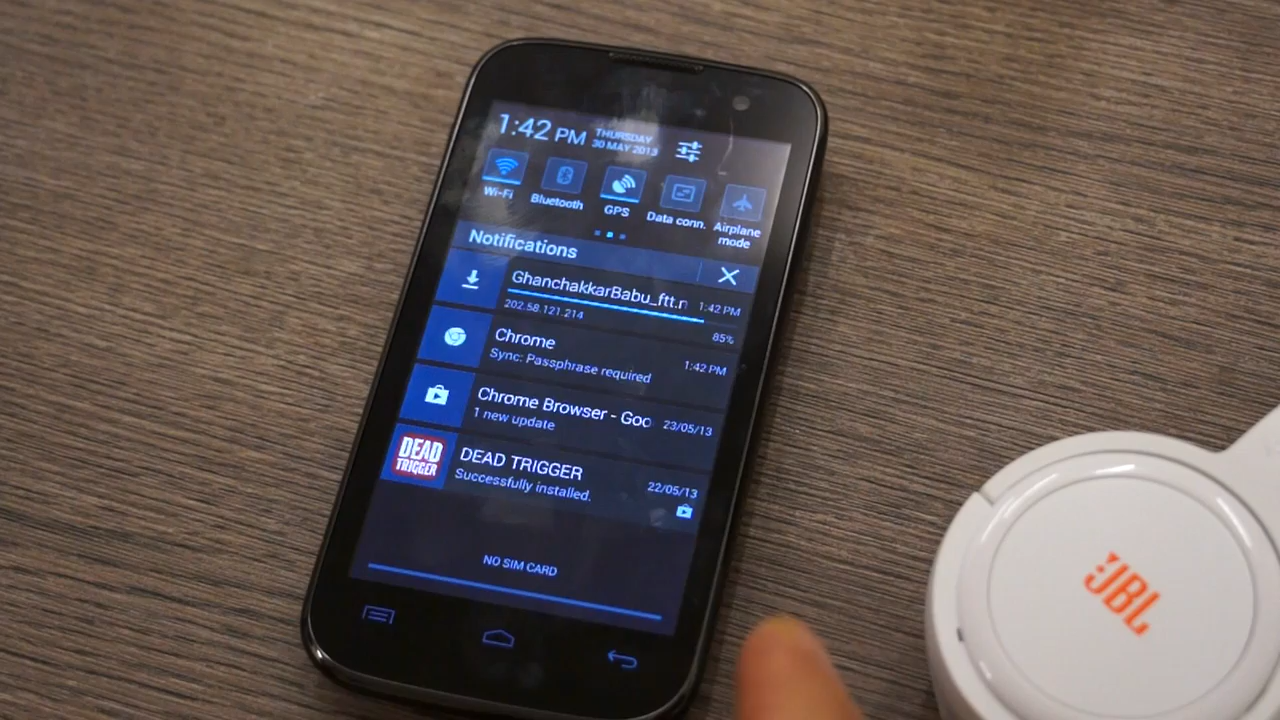 1:42 PM
THURSDAY
30 MAY 2013
Wi-Fi
Bluetooth
GPS
Data conn.
Airplane
mode
Notifications
GhanchakkarBabu_ftt.r 1:42 PM
202.58.121.214 85%
Chrome 1:42 PM
Sync: Passphrase required
Chrome Browser - Goo 23/05/13
1 new update
DEAD TRIGGER
DEAD TRIGGER 22/05/13
Successfully installed.
NO SIM CARD
JBL